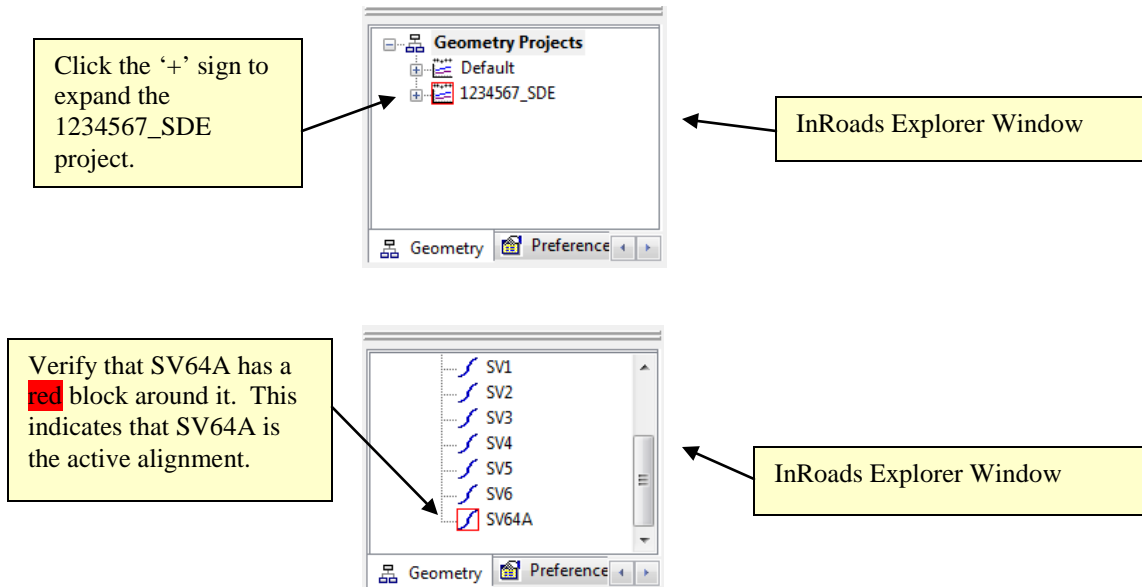 Click the ‘+’ sign to
expand the
1234567_SDE
project.
Geometry Projects
Default
1234567_SDE
Geometry
Preference
InRoads Explorer Window
Verify that SV64A has a
red block around it. This
indicates that SV64A is
the active alignment.
SV1
SV2
SV3
SV4
SV5
SV6
SV64A
Geometry
Preference
InRoads Explorer Window